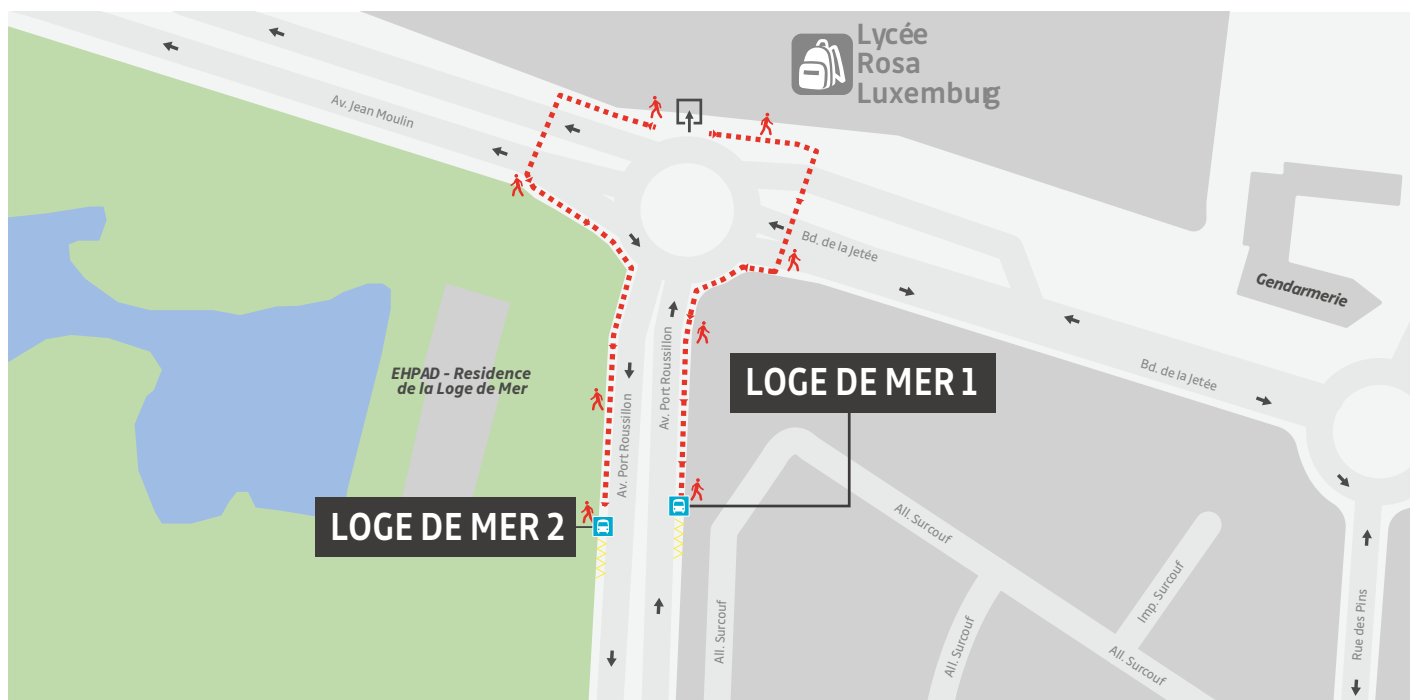 Lycée
Rosa
Luxemburg
Av. Jean Moulin
Bd. de la Jetée
Gendarmerie
EHPAD - Residence
de la Loge de Mer
Av. Port Roussillon
Av. Port Roussillon
LOGE DE MER 1
Bd. de la Jetée
LOGE DE MER 2
All. Surcouf
Imp. Surcouf
All. Surcouf
All. Surcouf
All. Surcouf
Rue des Pins